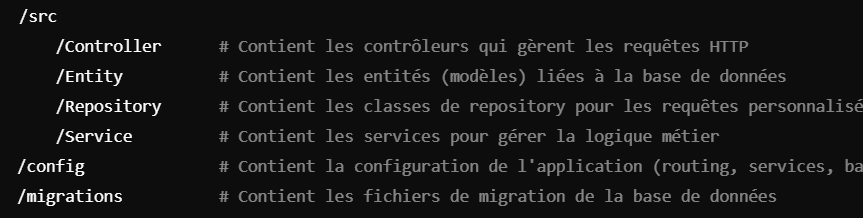 /src
/Controller # Contient les contrôleurs qui gèrent les requêtes HTTP
/Entity # Contient les entités (modèles) liées à la base de données
/Repository # Contient les classes de repository pour les requêtes personnalisé
/Service # Contient les services pour gérer la logique métier
/config # Contient la configuration de l'application (routing, services, ba
/migrations # Contient les fichiers de migration de la base de données